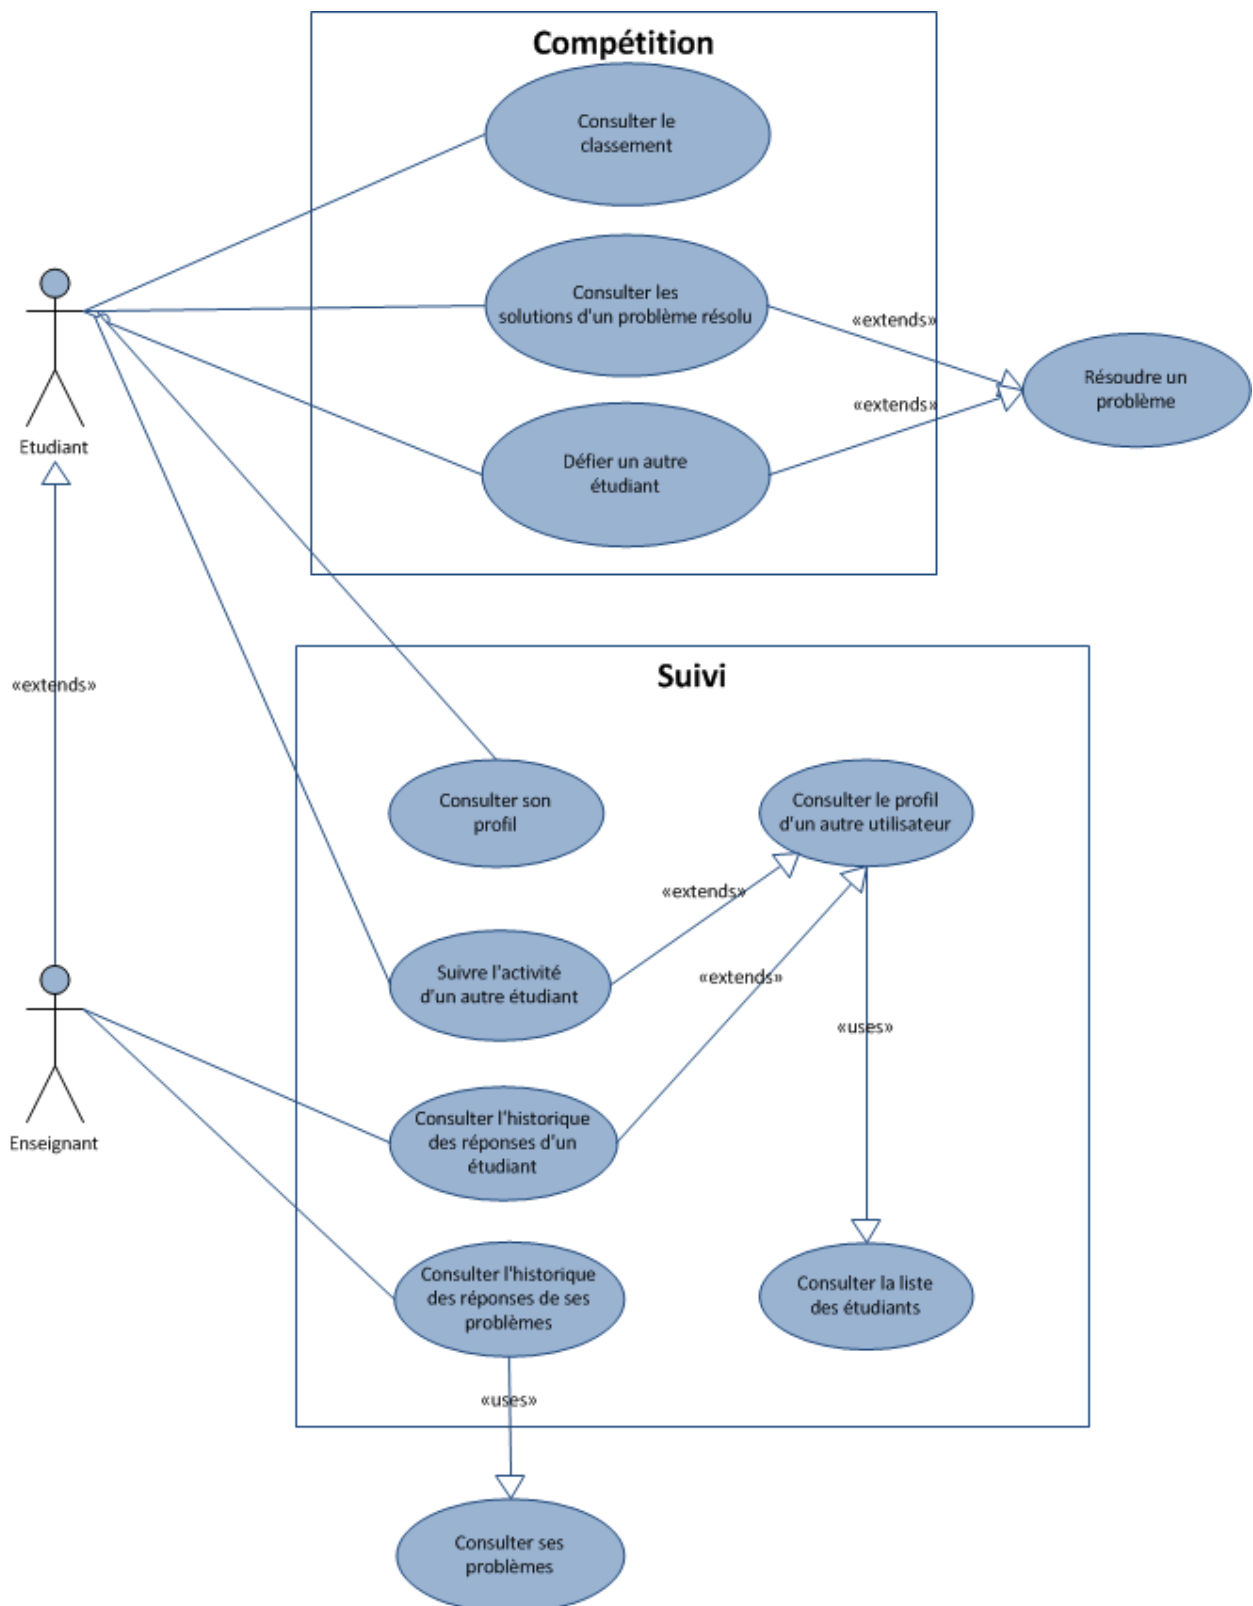 Compétition
Consulter le
classement
Consulter les
solutions d'un problème résolu
«extends»
Résoudre un
problème
«extends»
Défier un autre
étudiant
Etudiant
«extends»
Suivi
Consulter son
profil
Consulter le profil
d'un autre utilisateur
«extends»
Suivre l'activité
d'un autre étudiant
«extends»
«uses»
Enseignant
Consulter l'historique
des réponses d'un
étudiant
Consulter l'historique
des réponses de ses
problèmes
Consulter la liste
des étudiants
«uses»
Consulter ses
problèmes